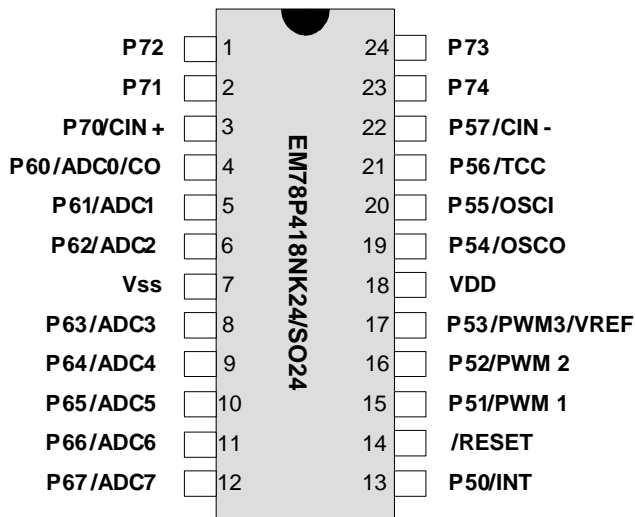 P72 1 24 P73
P71 2 23 P74
P70/CIN + 3 22 P57/CIN -
P60/ADC0/CO 4 21 P56/TCC
P61/ADC1 5 20 P55/OSCI
P62/ADC2 6 19 P54/OSCO
Vss 7 18 VDD
P63/ADC3 8 17 P53/PWM3/VREF
P64/ADC4 9 16 P52/PWM 2
P65/ADC5 10 15 P51/PWM 1
P66/ADC6 11 14 /RESET
P67/ADC7 12 13 P50/INT
EM78P418NK24/SO24